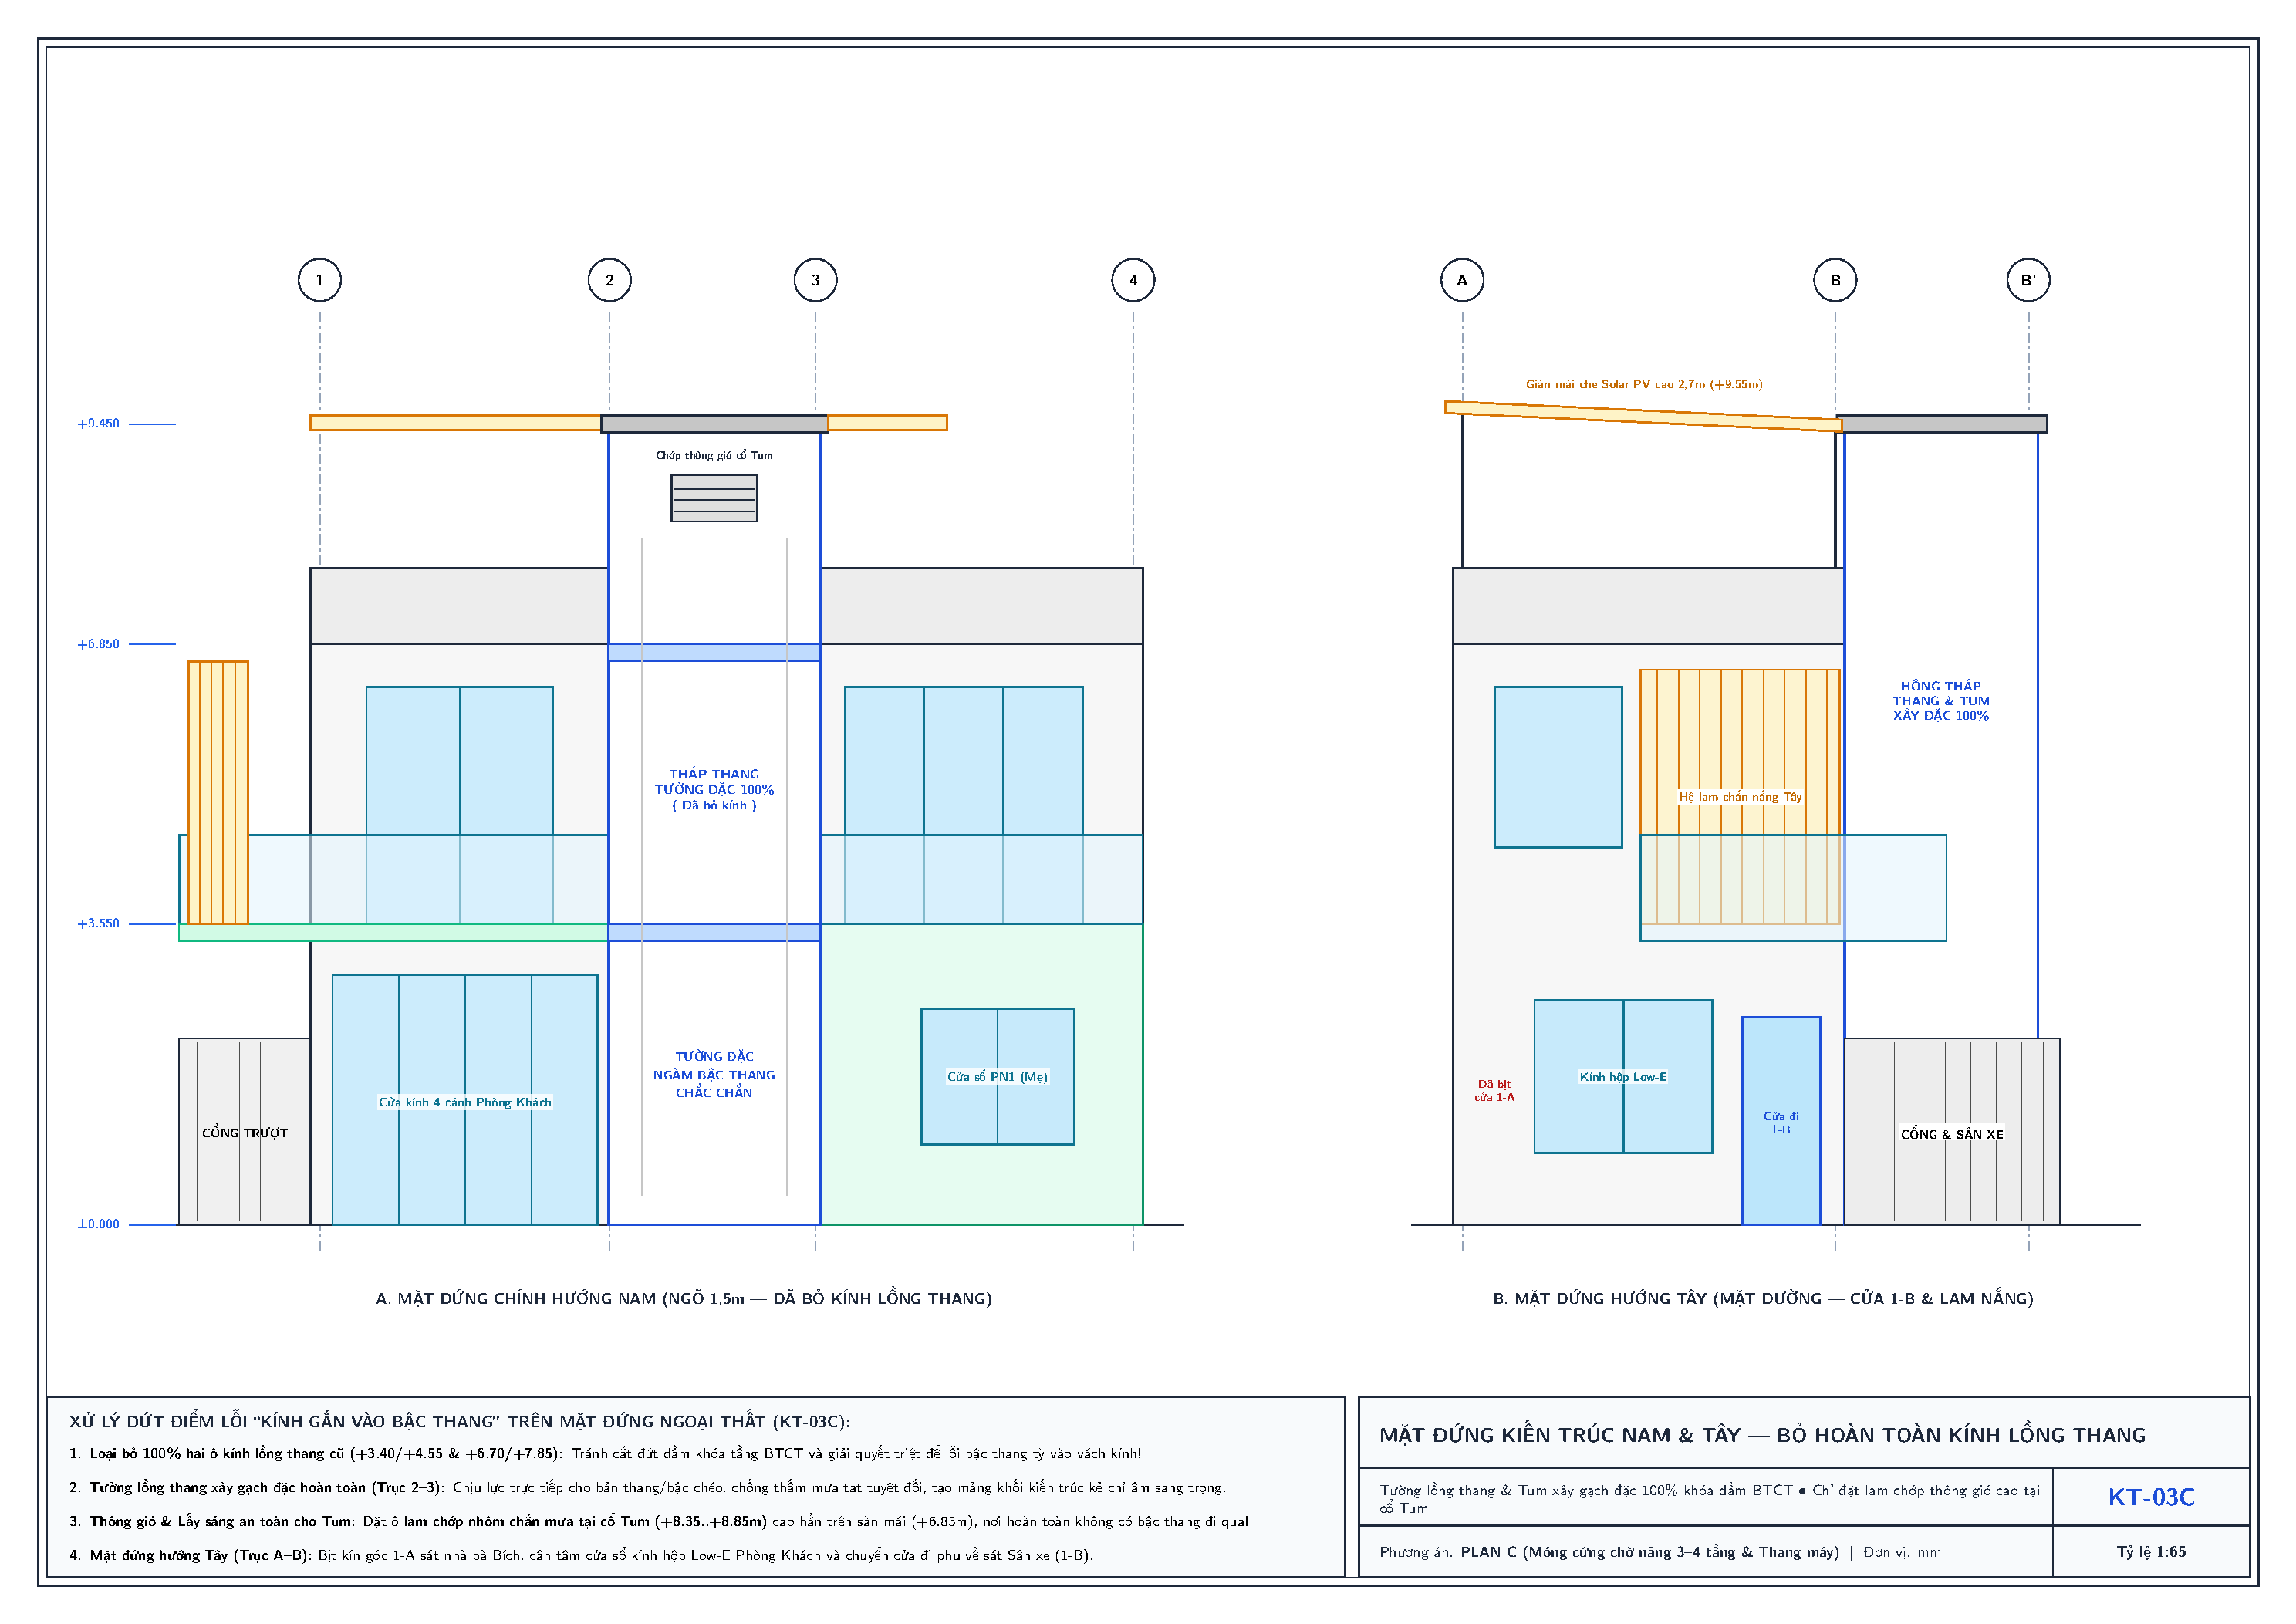 1
2
3
4
A
B
B'
Giàn mái che Solar PV cao 2,7m (+9.55m)
+9.450
Chớp thông gió cổ Tum
+6.850
HÔNG THÁP
THANG & TUM
XÂY ĐẶC 100%
THÁP THANG
TƯỜNG ĐẶC 100%
( Đã bỏ kính )
Hệ lam chắn nắng Tây
+3.550
TƯỜNG ĐẶC
NGÀM BẬC THANG
CHẮC CHẮN
Cửa sổ PN1 (Mẹ)
Cửa kính 4 cánh Phòng Khách
CỔNG TRƯỢT
Kính hộp Low-E
Đã bịt
cửa 1-A
Cửa đi
1-B
CỔNG & SÂN XE
±0.000
A. MẶT ĐỨNG CHÍNH HƯỚNG NAM (NGÕ 1,5m — ĐÃ BỎ KÍNH LỒNG THANG)
B. MẶT ĐỨNG HƯỚNG TÂY (MẶT ĐƯỜNG — CỬA 1-B & LAM NẮNG)
XỬ LÝ DỨT ĐIỂM LỖI “KÍNH GẮN VÀO BẬC THANG” TRÊN MẶT ĐỨNG NGOẠI THẤT (KT-03C):
1. Loại bỏ 100% hai ô kính lồng thang cũ (+3.40/+4.55 & +6.70/+7.85): Tránh cắt đứt dầm khóa tầng BTCT và giải quyết triệt để lỗi bậc thang tỳ vào vách kính!
2. Tường lồng thang xây gạch đặc hoàn toàn (Trục 2–3): Chịu lực trực tiếp cho bản thang/bậc chéo, chống thấm mưa tạt tuyệt đối, tạo mảng khối kiến trúc kẻ chỉ âm sang trọng.
3. Thông gió & Lấy sáng an toàn cho Tum: Đặt ô lam chớp nhôm chắn mưa tại cổ Tum (+8.35..+8.85m) cao hẳn trên sàn mái (+6.85m), nơi hoàn toàn không có bậc thang đi qua!
4. Mặt đứng hướng Tây (Trục A–B): Bịt kín góc 1-A sát nhà bà Bích, cân tâm cửa sổ kính hộp Low-E Phòng Khách và chuyển cửa đi phụ về sát Sân xe (1-B).
MẶT ĐỨNG KIẾN TRÚC NAM & TÂY — BỎ HOÀN TOÀN KÍNH LỒNG THANG
Tường lồng thang & Tum xây gạch đặc 100% khóa dầm BTCT • Chỉ đặt lam chớp thông gió cao tại
cổ Tum
KT-03C
Phương án: PLAN C (Móng cứng chờ nâng 3–4 tầng & Thang máy) | Đơn vị: mm
Tỷ lệ 1:65